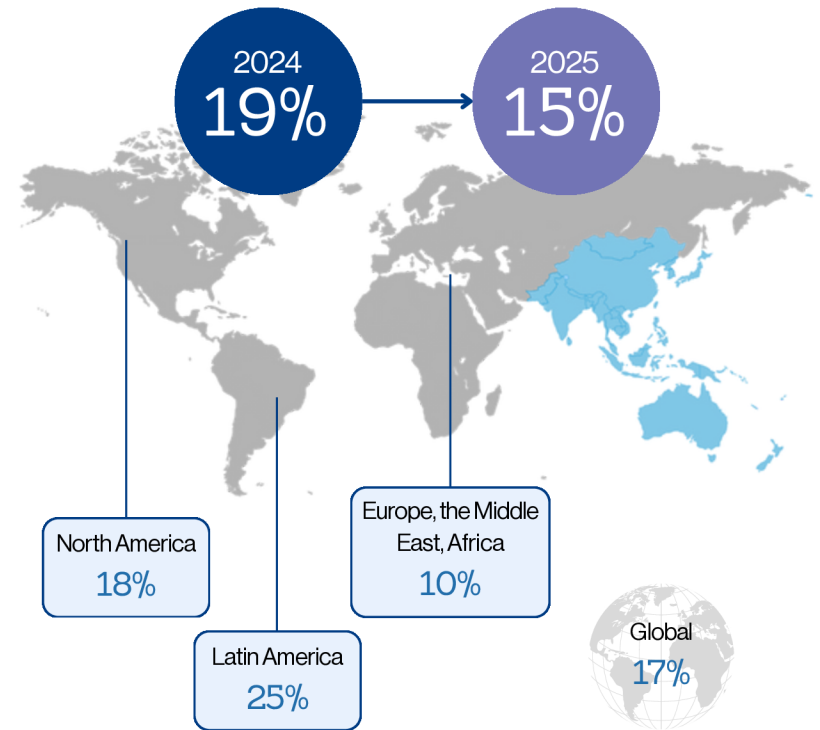 2024
19%
2025
15%
North America
18%
Latin America
25%
Europe, the Middle
East, Africa
10%
Global
17%